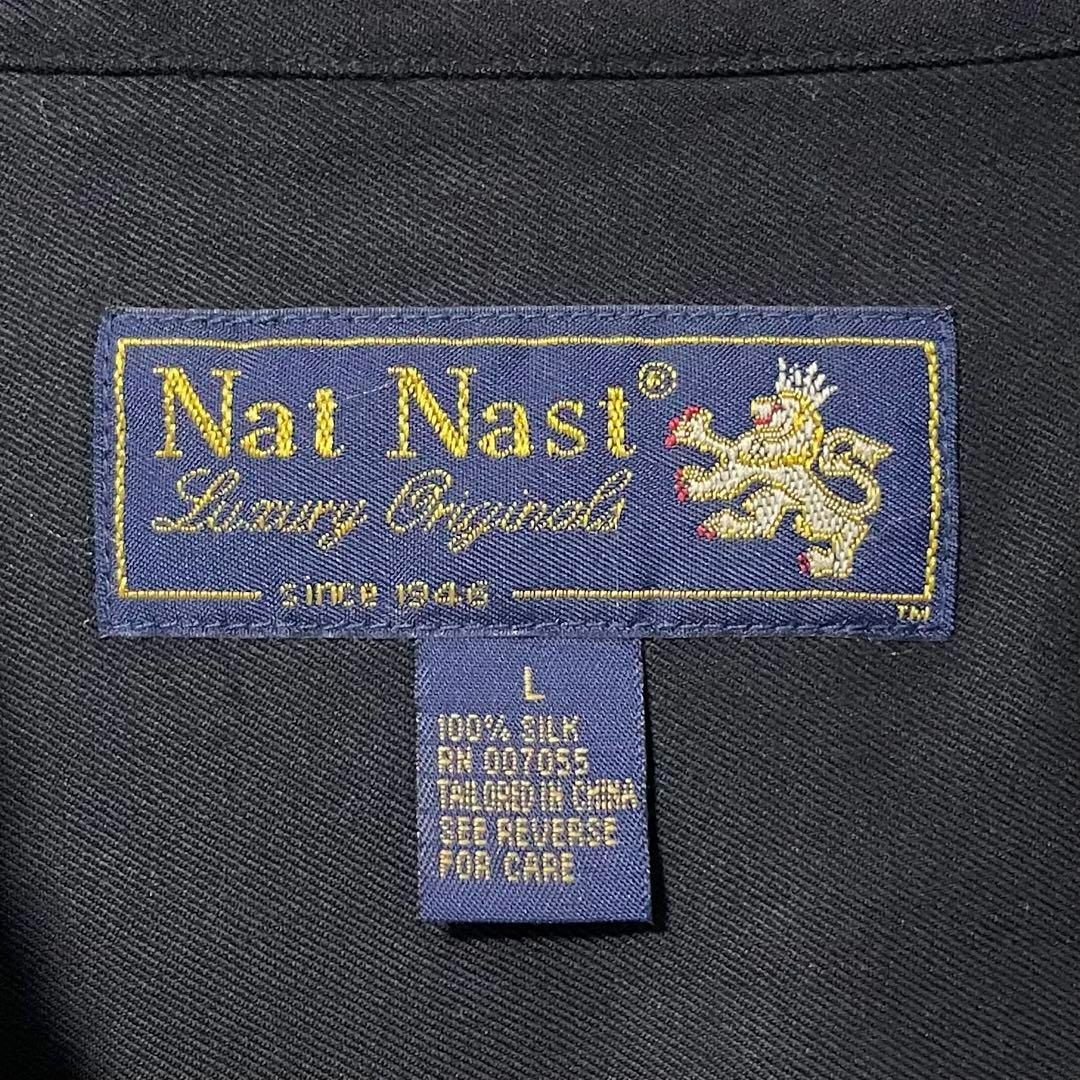 Nat Nast®
Luxury Originals
since 1946
TM
L
100% SILK
RN 007055
TAILORED IN CHINA
SEE REVERSE
FOR CARE